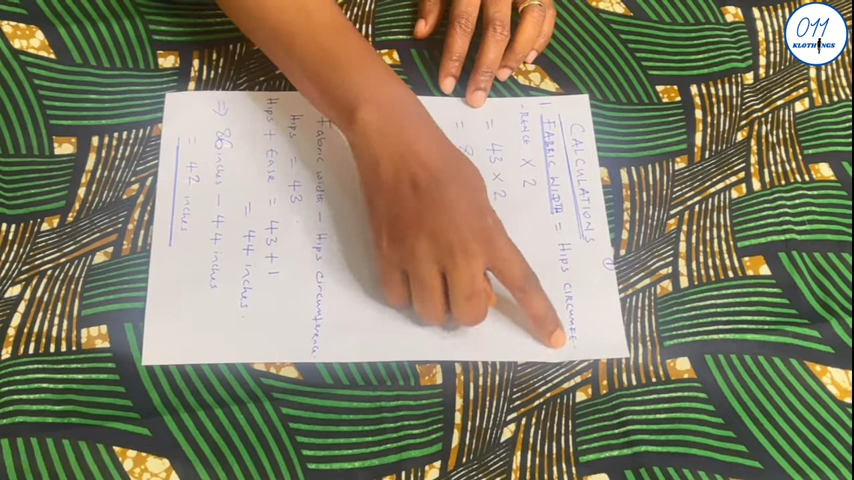 011
KLOTHINGS
CALCULATIONS
1 FABRIC WIDTH = HIPS CIRCUMFE-
-RENCE X 2
= 43 X 2
= 8
Fabric width - Hips circumference.
Hips = 43.
Hips + Ease = 43 + 1
= 44 inches.
⇒ 86 inches - 44 inches
= 42 inches